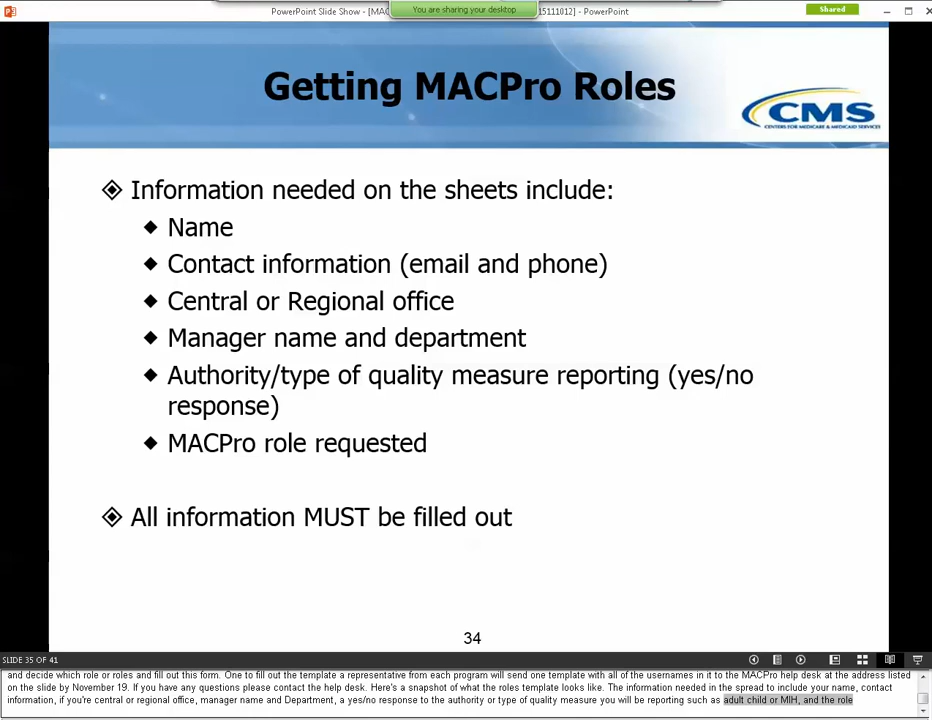 PowerPoint Slide Show - [MAC
You are sharing your desktop
15111012] - PowerPoint
Shared
Getting MACPro Roles
CMS
CENTERS FOR MEDICARE & MEDICAID SERVICES
Information needed on the sheets include:
Name
Contact information (email and phone)
Central or Regional office
Manager name and department
Authority/type of quality measure reporting (yes/no
response)
MACPro role requested
All information MUST be filled out
34
SLIDE 35 OF 41
and decide which role or roles and fill out this form. One to fill out the template a representative from each program will send one template with all of the usernames in it to the MACPro help desk at the address listed
on the slide by November 19. If you have any questions please contact the help desk. Here's a snapshot of what the roles template looks like. The information needed in the spread to include your name, contact
information, if you're central or regional office, manager name and Department, a yes/no response to the authority or type of quality measure you will be reporting such as adult child or MIH, and the role